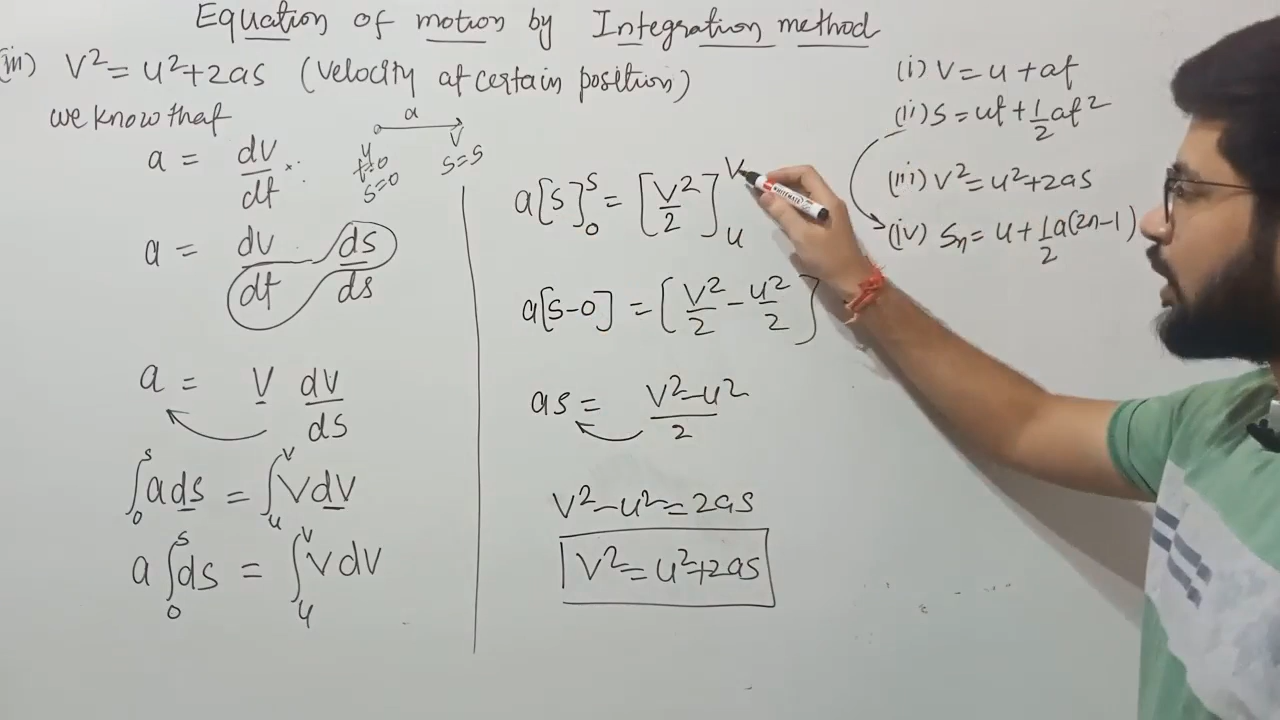 Equation of motion by Integration method
(iii) V² = u²+2as (Velocity at certain position)
we know that
a = dv/dt
a
u
t=0
s=0
V
s=s
a = dv/dt ds/ds
a = V dv/ds
∫₀ˢ ads = ∫ᵤⱽ Vdv
a∫₀ˢ ds = ∫ᵤⱽ v dv
a[s]₀ˢ = [V²/2]ᵤⱽ
a[s-0] = [V²/2 - u²/2]
as = V²-u²/2
V²-u²=2as
V²=u²+2as
(i) V = u + at
(ii) s = ut + 1/2 at²
(iii) V² = u²+2as
(iv) Sn = u + 1/2 a(2n-1)